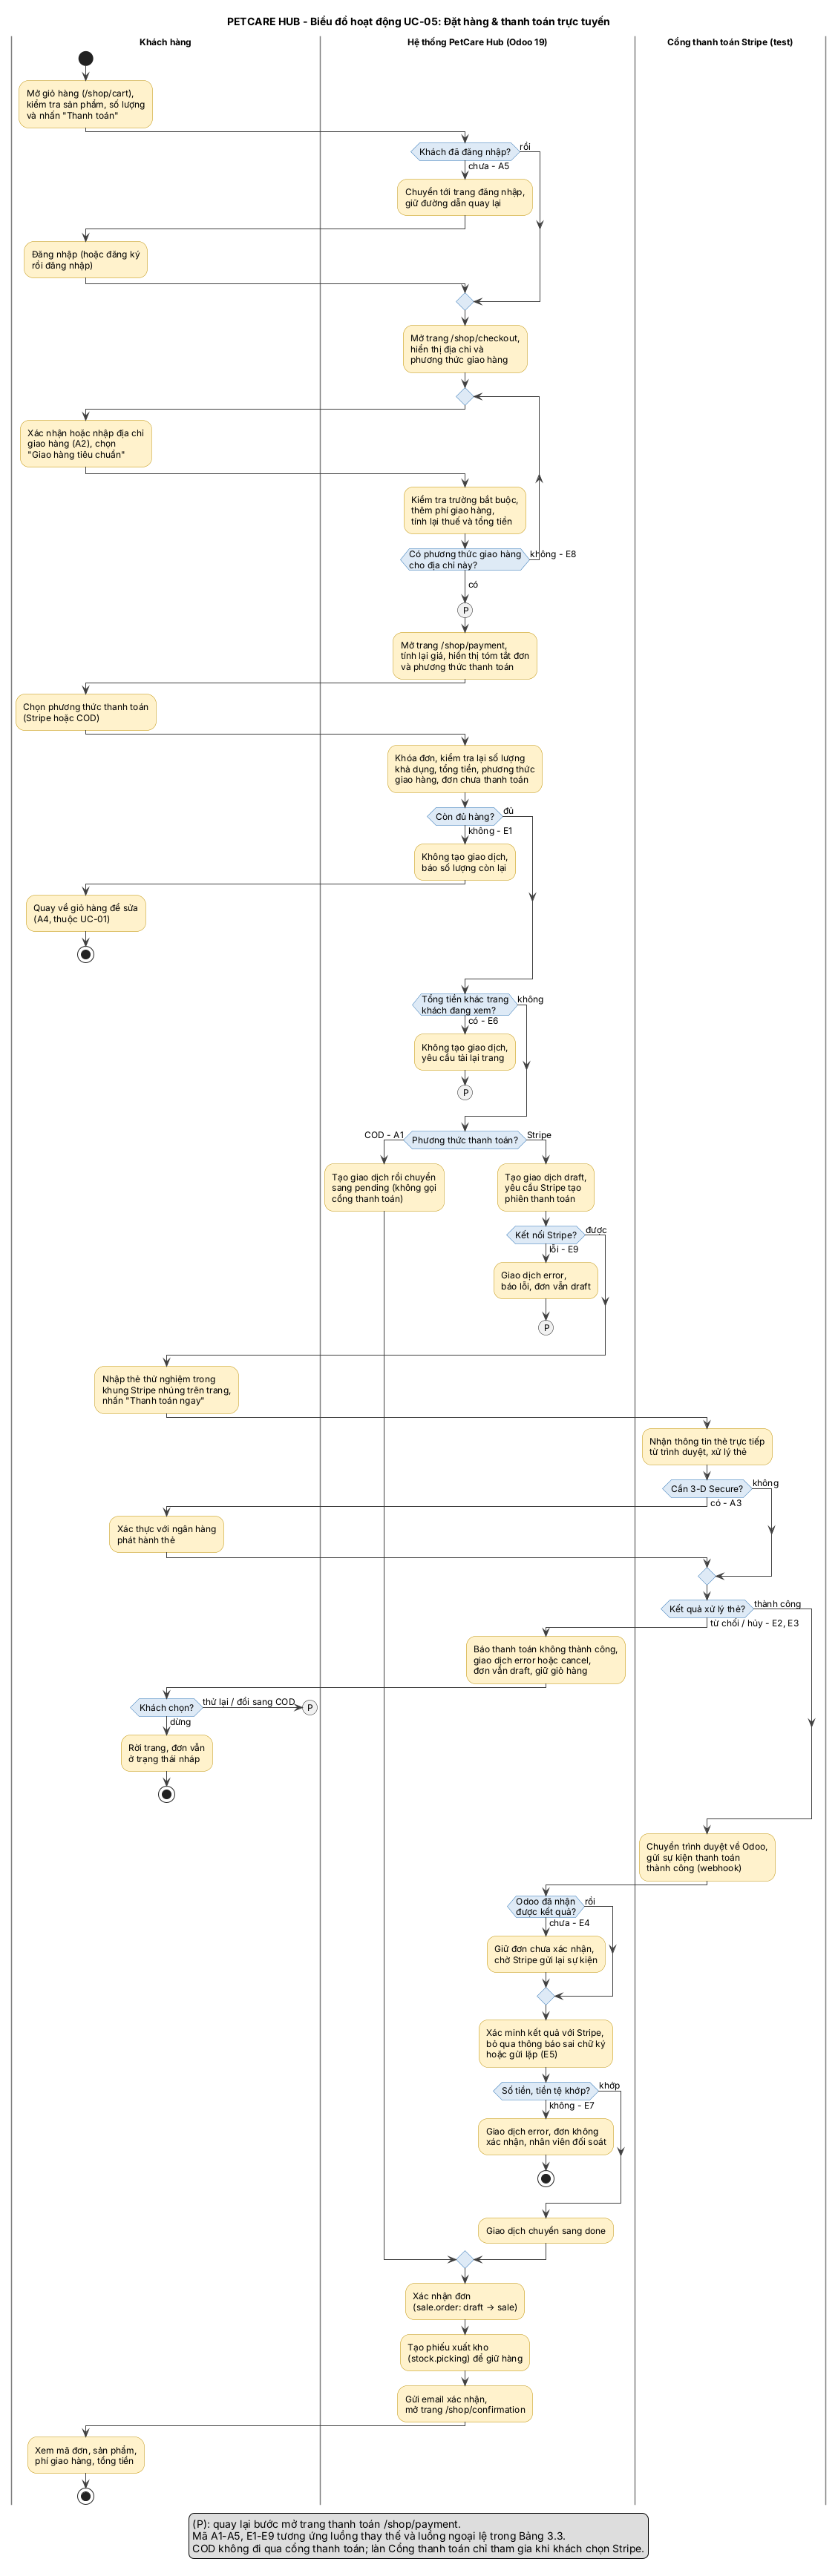 PETCARE HUB - Biểu đồ hoạt động UC-05: Đặt hàng & thanh toán trực tuyến
Khách hàng
Hệ thống PetCare Hub (Odoo 19)
Cổng thanh toán Stripe (test)
Mở giỏ hàng (/shop/cart),
kiểm tra sản phẩm, số lượng
và nhấn "Thanh toán"
Khách đã đăng nhập?
rồi
chưa - A5
Chuyển tới trang đăng nhập,
giữ đường dẫn quay lại
Đăng nhập (hoặc đăng ký
rồi đăng nhập)
Mở trang /shop/checkout,
hiển thị địa chỉ và
phương thức giao hàng
Xác nhận hoặc nhập địa chỉ
giao hàng (A2), chọn
"Giao hàng tiêu chuẩn"
Kiểm tra trường bắt buộc,
thêm phí giao hàng,
tính lại thuế và tổng tiền
Có phương thức giao hàng
cho địa chỉ này?
không - E8
có
P
Mở trang /shop/payment,
tính lại giá, hiển thị tóm tắt đơn
và phương thức thanh toán
Chọn phương thức thanh toán
(Stripe hoặc COD)
Khóa đơn, kiểm tra lại số lượng
khả dụng, tổng tiền, phương thức
giao hàng, đơn chưa thanh toán
Còn đủ hàng?
đủ
không - E1
Không tạo giao dịch,
báo số lượng còn lại
Quay về giỏ hàng để sửa
(A4, thuộc UC-01)
Tổng tiền khác trang
khách đang xem?
không
có - E6
Không tạo giao dịch,
yêu cầu tải lại trang
P
COD - A1
Phương thức thanh toán?
Stripe
Tạo giao dịch rồi chuyển
sang pending (không gọi
cổng thanh toán)
Tạo giao dịch draft,
yêu cầu Stripe tạo
phiên thanh toán
Kết nối Stripe?
được
lỗi - E9
Giao dịch error,
báo lỗi, đơn vẫn draft
P
Nhập thẻ thử nghiệm trong
khung Stripe nhúng trên trang,
nhấn "Thanh toán ngay"
Nhận thông tin thẻ trực tiếp
từ trình duyệt, xử lý thẻ
Cần 3-D Secure?
không
có - A3
Xác thực với ngân hàng
phát hành thẻ
Kết quả xử lý thẻ?
thành công
từ chối / hủy - E2, E3
Báo thanh toán không thành công,
giao dịch error hoặc cancel,
đơn vẫn draft, giữ giỏ hàng
Khách chọn?
thử lại / đổi sang COD
P
dừng
Rời trang, đơn vẫn
ở trạng thái nháp
Chuyển trình duyệt về Odoo,
gửi sự kiện thanh toán
thành công (webhook)
Odoo đã nhận
được kết quả?
rồi
chưa - E4
Giữ đơn chưa xác nhận,
chờ Stripe gửi lại sự kiện
Xác minh kết quả với Stripe,
bỏ qua thông báo sai chữ ký
hoặc gửi lặp (E5)
Số tiền, tiền tệ khớp?
khớp
không - E7
Giao dịch error, đơn không
xác nhận, nhân viên đối soát
Giao dịch chuyển sang done
Xác nhận đơn
(sale.order: draft → sale)
Tạo phiếu xuất kho
(stock.picking) để giữ hàng
Gửi email xác nhận,
mở trang /shop/confirmation
Xem mã đơn, sản phẩm,
phí giao hàng, tổng tiền
(P): quay lại bước mở trang thanh toán /shop/payment.
Mã A1-A5, E1-E9 tương ứng luồng thay thế và luồng ngoại lệ trong Bảng 3.3.
COD không đi qua cổng thanh toán; làn Cổng thanh toán chỉ tham gia khi khách chọn Stripe.